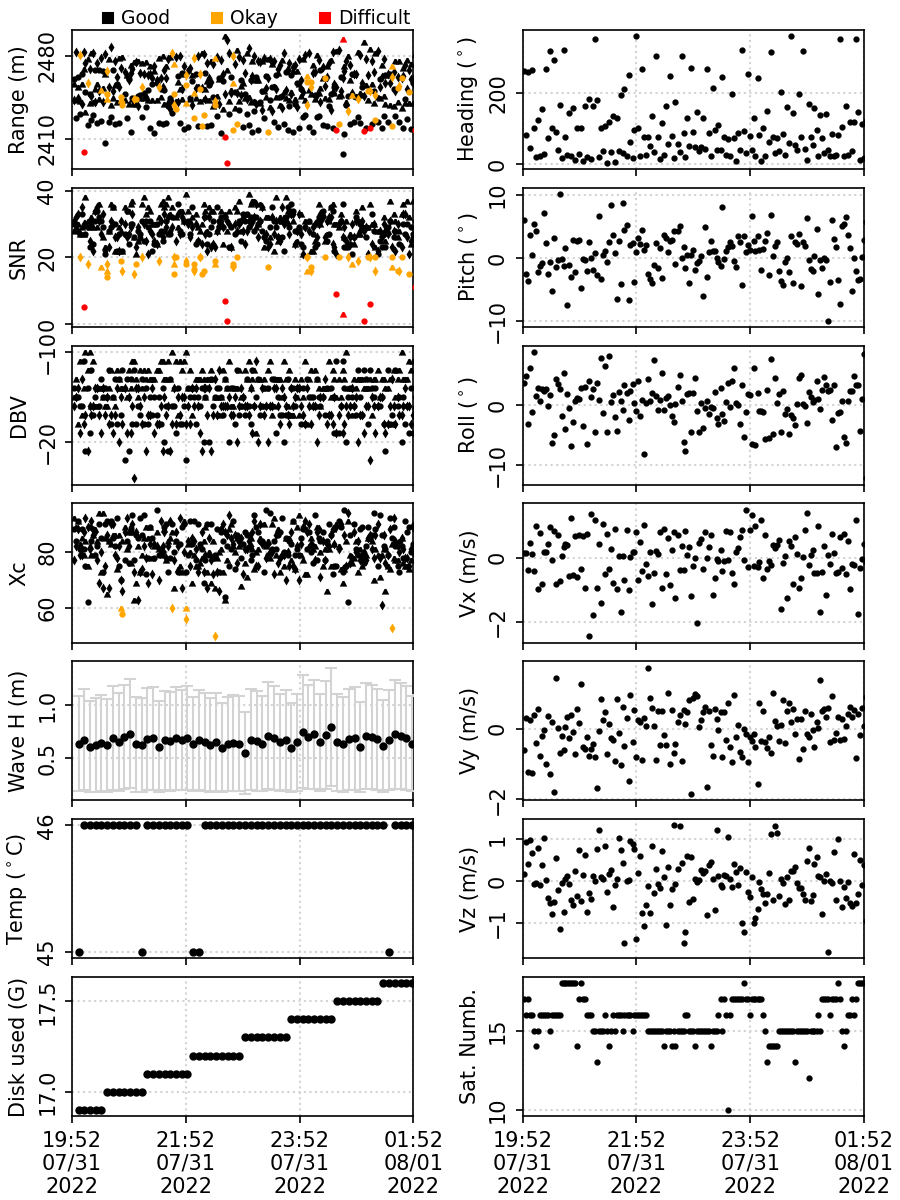 Good Okay Difficult
Range (m)
2480
2410
SNR
40
20
00
DBV
−10
−20
Xc
80
60
Wave H (m)
1.0
0.5
Temp (°C)
46
45
Disk used (G)
17.5
17.0
19:52 21:52 23:52 01:52
07/31 07/31 07/31 08/01
2022 2022 2022 2022
Heading (°)
200
0
Pitch (°)
10
0
−10
Roll (°)
0
−10
Vx (m/s)
0
−2
Vy (m/s)
0
−2
Vz (m/s)
1
0
−1
Sat. Numb.
15
10
19:52 21:52 23:52 01:52
07/31 07/31 07/31 08/01
2022 2022 2022 2022